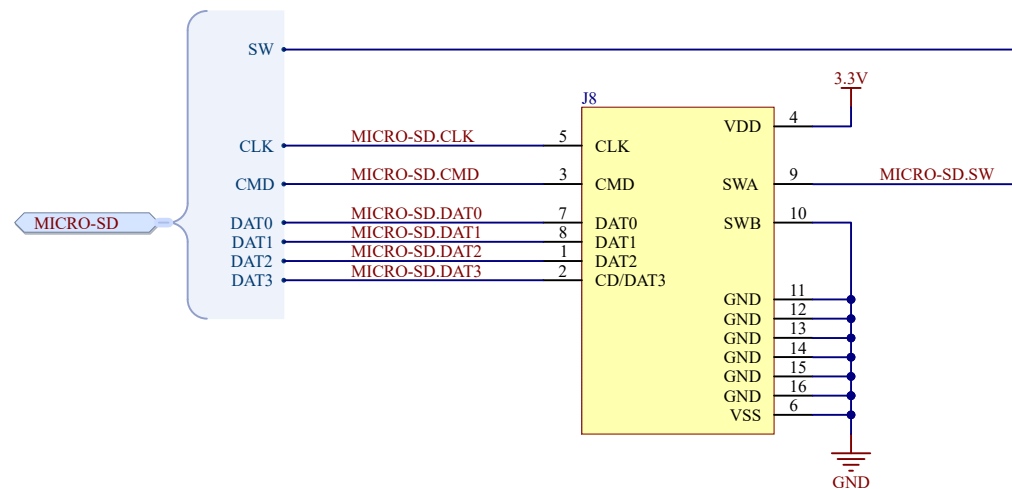 SW
3.3V
J8
4
VDD
MICRO-SD.CLK
5
CLK
CLK
MICRO-SD.CMD
3
9
MICRO-SD.SW
CMD
CMD
SWA
MICRO-SD
MICRO-SD.DAT0
7
10
DAT0
DAT0
SWB
MICRO-SD.DAT1
8
DAT1
DAT1
MICRO-SD.DAT2
1
DAT2
DAT2
MICRO-SD.DAT3
2
DAT3
CD/DAT3
11
GND
12
GND
13
GND
14
GND
15
GND
16
GND
6
VSS
GND